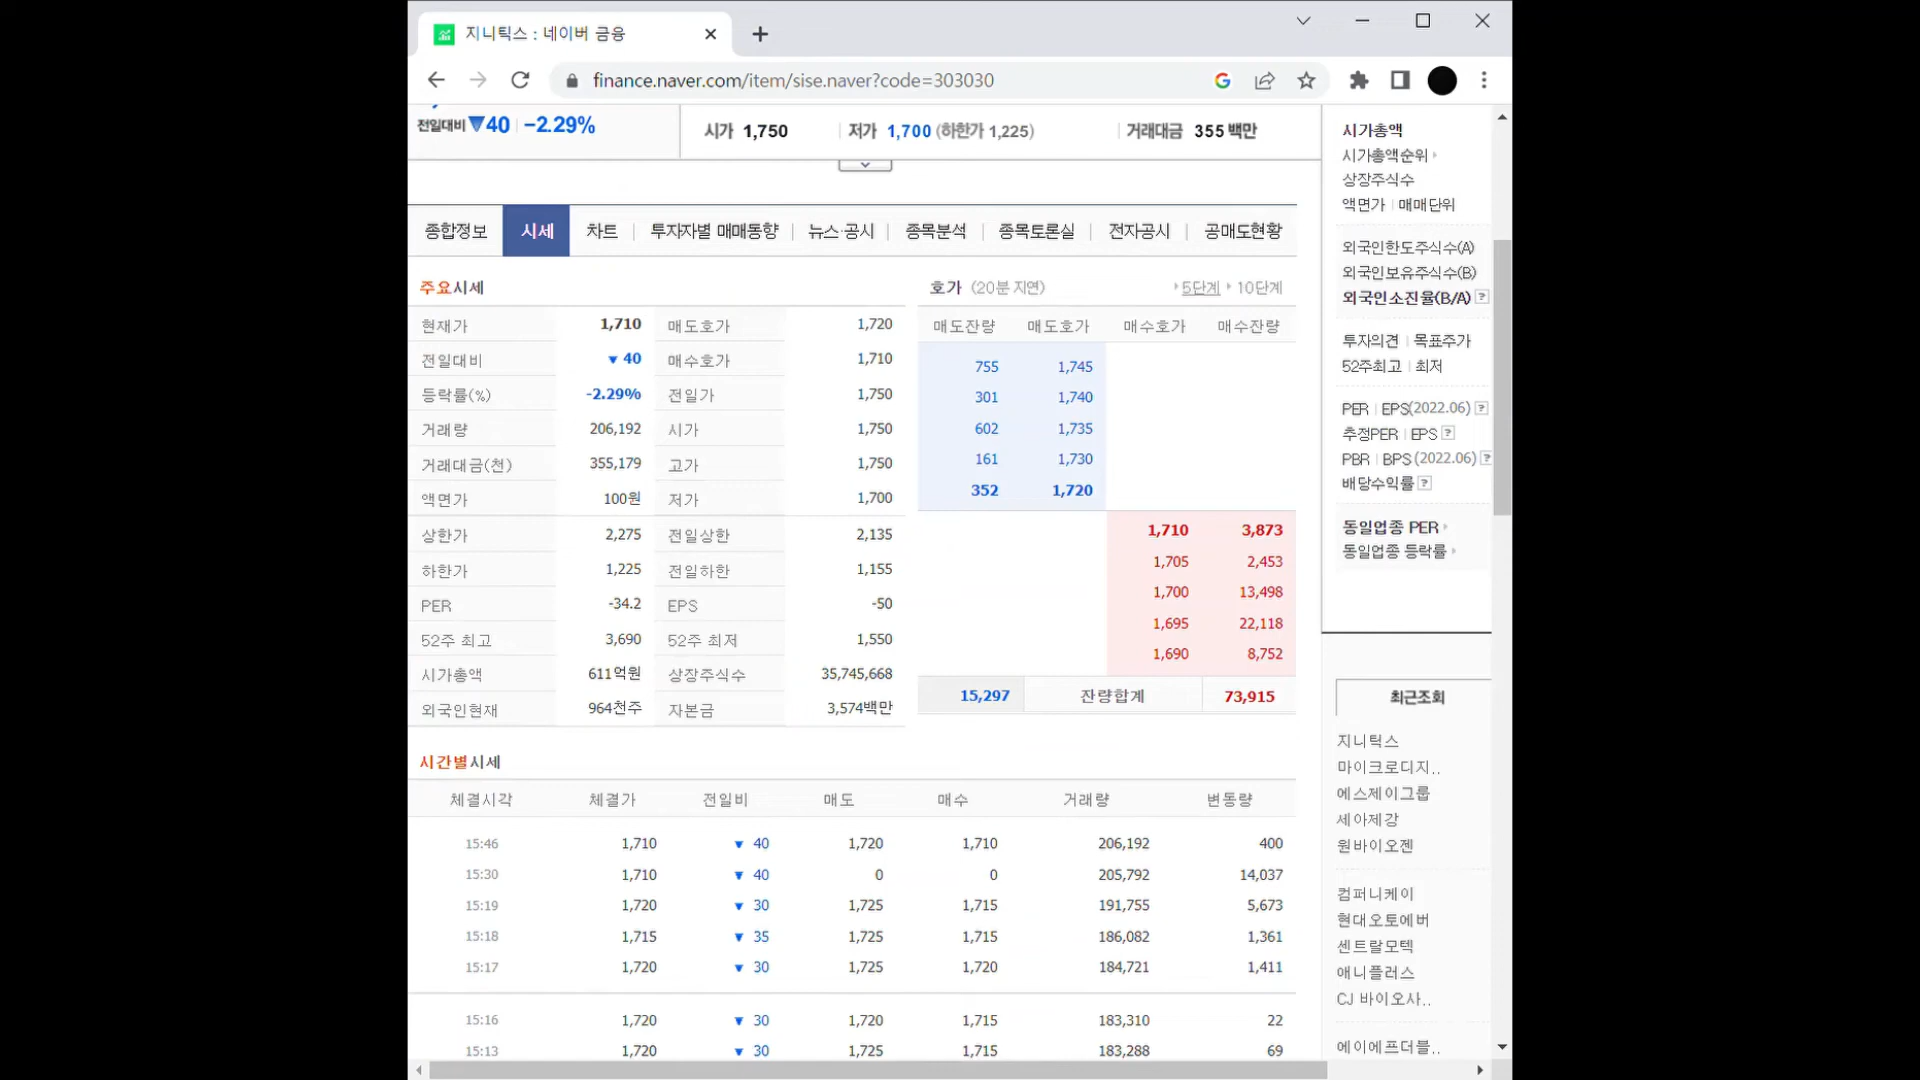 지니틱스 : 네이버 금융
finance.naver.com/item/sise.naver?code=303030
전일대비 ▼40 -2.29%
시가 1,750 저가 1,700 (하한가 1,225) 거래대금 355 백만
종합정보 시세 차트 투자자별 매매동향 뉴스·공시 종목분석 종목토론실 전자공시 공매도현황
주요시세
현재가 1,710 매도호가 1,720
전일대비 ▼ 40 매수호가 1,710
등락률(%) -2.29% 전일가 1,750
거래량 206,192 시가 1,750
거래대금(천) 355,179 고가 1,750
액면가 100원 저가 1,700
상한가 2,275 전일상한 2,135
하한가 1,225 전일하한 1,155
PER -34.2 EPS -50
52주 최고 3,690 52주 최저 1,550
시가총액 611억원 상장주식수 35,745,668
외국인현재 964천주 자본금 3,574백만
호가 (20분 지연) 5단계 10단계
매도잔량 매도호가 매수호가 매수잔량
755 1,745
301 1,740
602 1,735
161 1,730
352 1,720
1,710 3,873
1,705 2,453
1,700 13,498
1,695 22,118
1,690 8,752
15,297 잔량합계 73,915
시간별시세
체결시각 체결가 전일비 매도 매수 거래량 변동량
15:46 1,710 ▼ 40 1,720 1,710 206,192 400
15:30 1,710 ▼ 40 0 0 205,792 14,037
15:19 1,720 ▼ 30 1,725 1,715 191,755 5,673
15:18 1,715 ▼ 35 1,725 1,715 186,082 1,361
15:17 1,720 ▼ 30 1,725 1,720 184,721 1,411
15:16 1,720 ▼ 30 1,720 1,715 183,310 22
15:13 1,720 ▼ 30 1,725 1,715 183,288 69
시가총액
시가총액순위
상장주식수
액면가 | 매매단위
외국인한도주식수(A)
외국인보유주식수(B)
외국인소진율(B/A) ?
투자의견 | 목표주가
52주최고 | 최저
PER | EPS(2022.06) ?
추정PER | EPS ?
PBR | BPS (2022.06) ?
배당수익률 ?
동일업종 PER
동일업종 등락률
최근조회
지니틱스
마이크로디지..
에스제이그룹
세아제강
원바이오젠
컴퍼니케이
현대오토에버
센트랄모텍
애니플러스
CJ 바이오사..
에이에프더블..